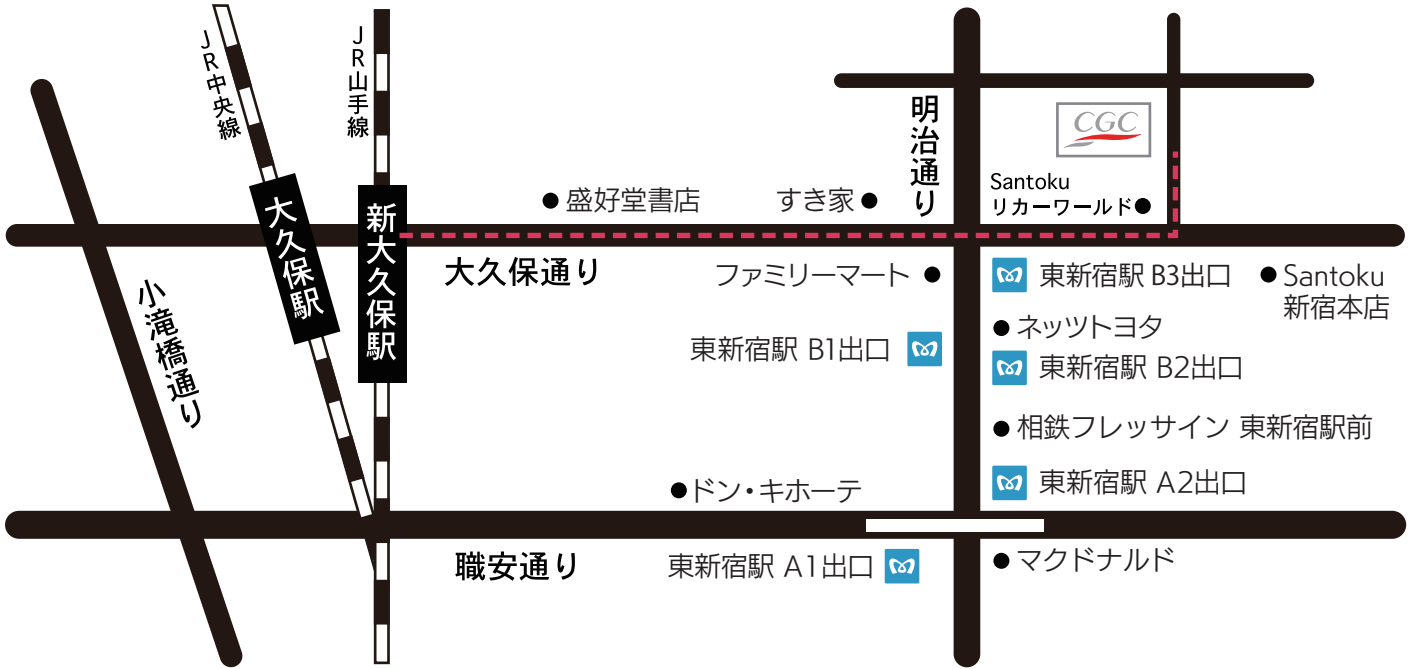 JR中央線
JR山手線
明治通り
CGC
Santoku
リカーワールド
盛好堂書店
すき家
大久保駅
新大久保駅
大久保通り
ファミリーマート
東新宿駅 B3出口
Santoku
新宿本店
小滝橋通り
ネッツトヨタ
東新宿駅 B1出口
東新宿駅 B2出口
相鉄フレッサイン 東新宿駅前
ドン・キホーテ
東新宿駅 A2出口
職安通り
東新宿駅 A1出口
マクドナルド